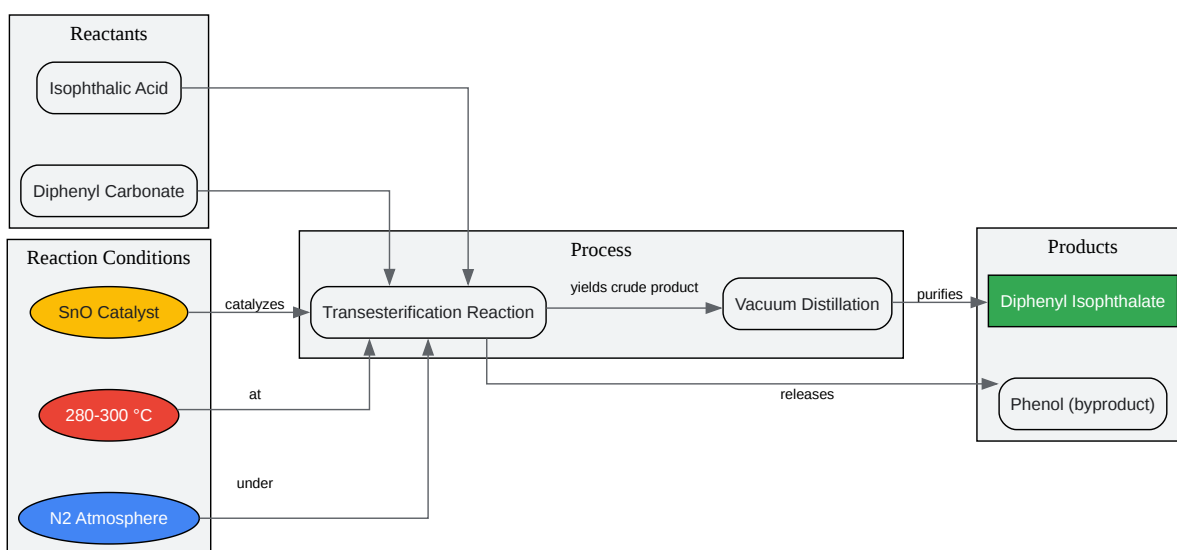 Reactants
Isophthalic Acid
Diphenyl Carbonate
Reaction Conditions
SnO Catalyst
280-300 °C
N2 Atmosphere
catalyzes
at
under
Process
Transesterification Reaction
yields crude product
Vacuum Distillation
purifies
releases
Products
Diphenyl Isophthalate
Phenol (byproduct)